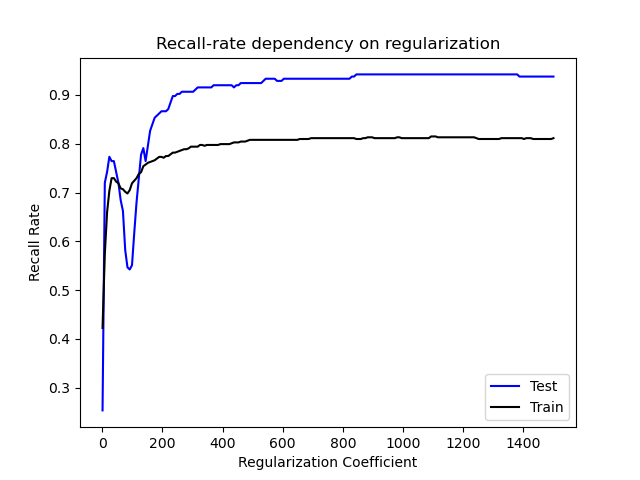 Recall-rate dependency on regularization
Recall Rate
0.9
0.8
0.7
0.6
0.5
0.4
0.3
0 200 400 600 800 1000 1200 1400
Regularization Coefficient
Test
Train